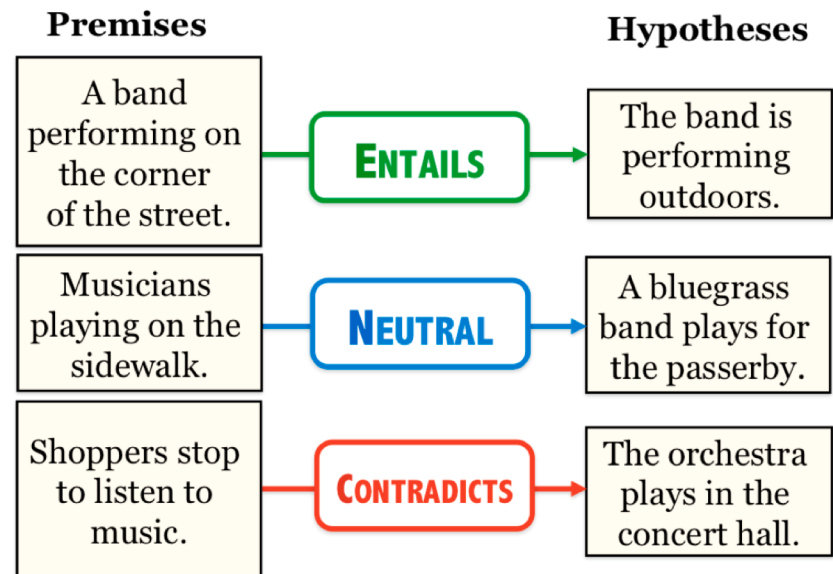 Premises
Hypotheses
A band
performing on
the corner
of the street.
ENTAILS
The band is
performing
outdoors.
Musicians
playing on the
sidewalk.
NEUTRAL
A bluegrass
band plays for
the passerby.
Shoppers stop
to listen to
music.
CONTRADICTS
The orchestra
plays in the
concert hall.